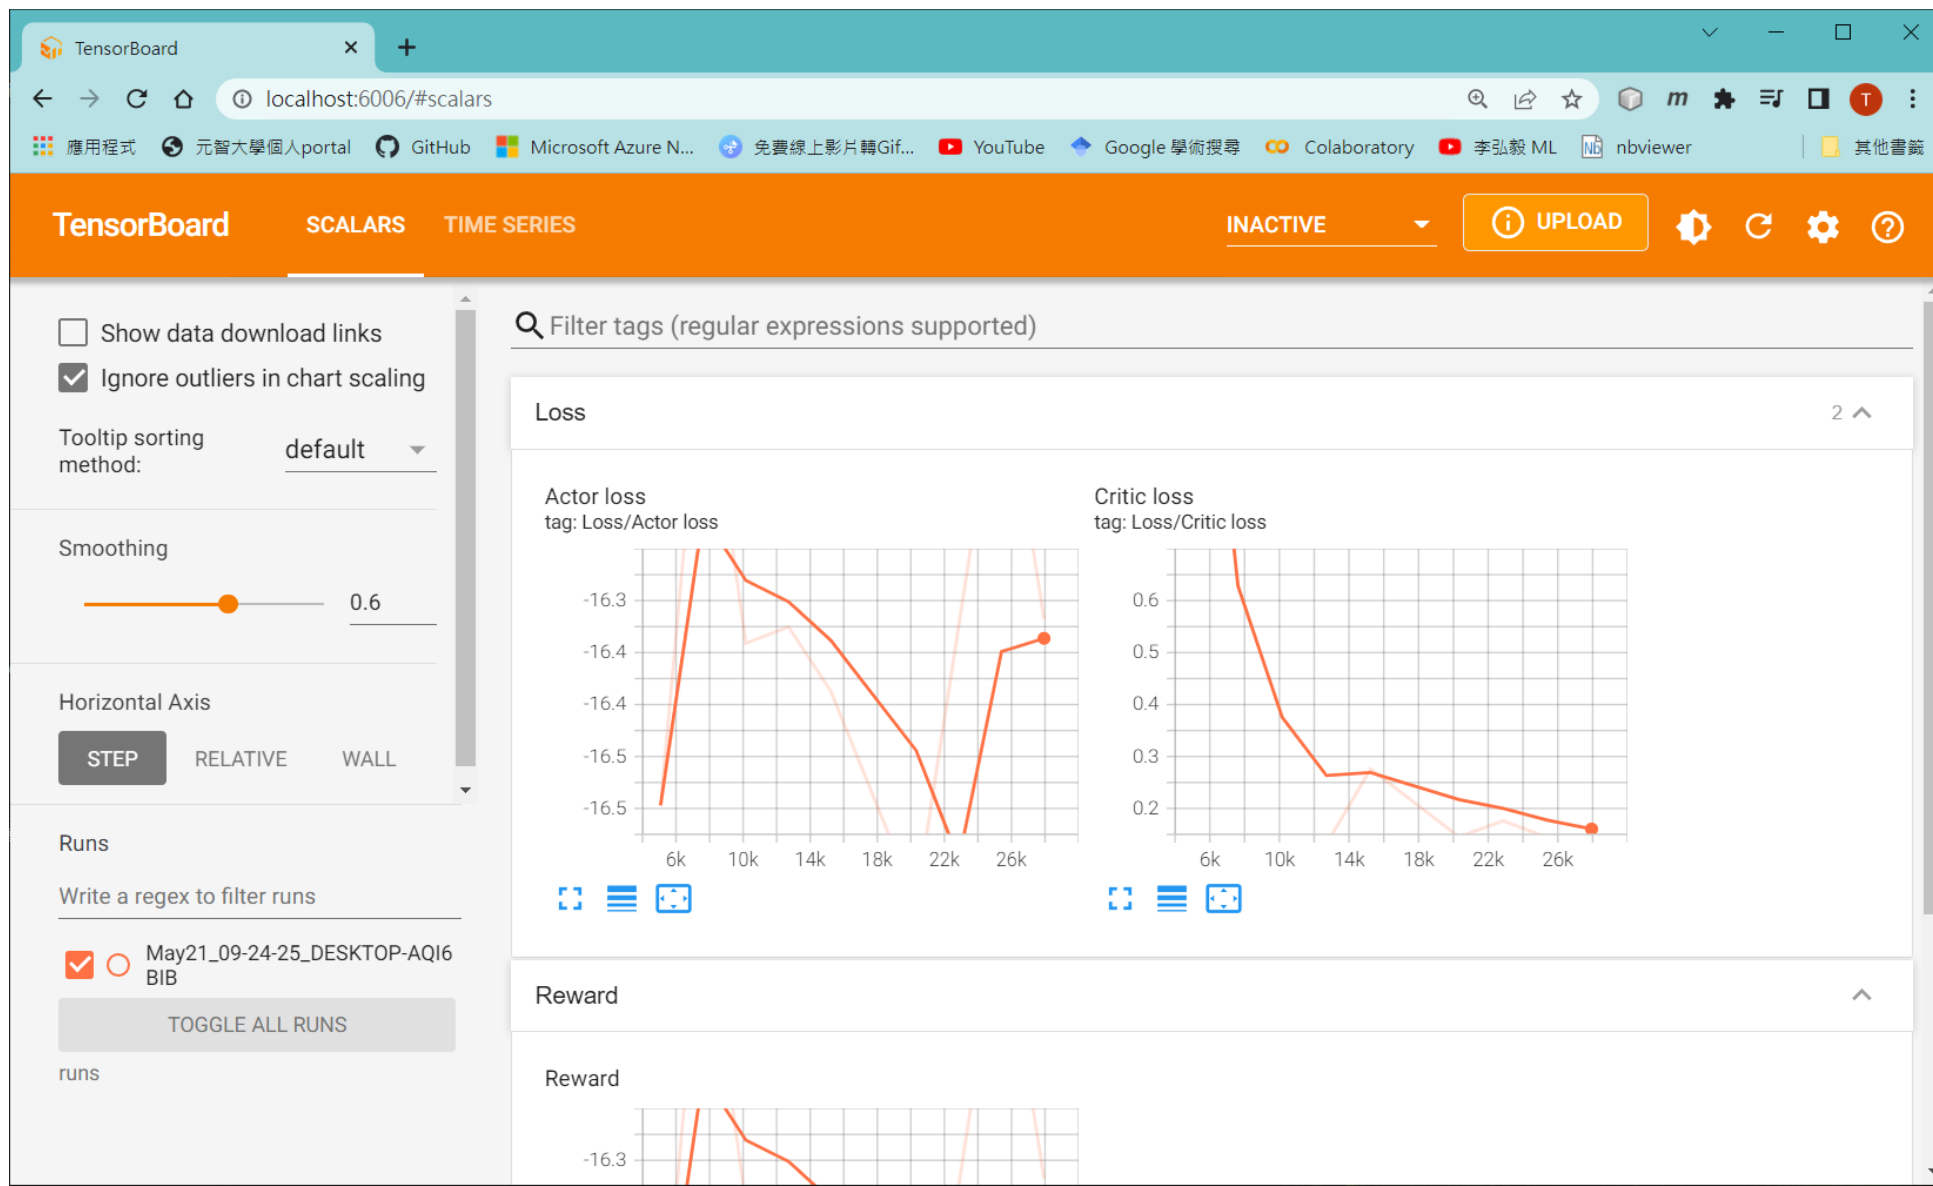 TensorBoard
localhost:6006/#scalars
m
T
應用程式
元智大學個人portal
GitHub
Microsoft Azure N...
免費線上影片轉Gif...
YouTube
Google 學術搜尋
Colaboratory
李弘毅 ML
Nb
nbviewer
其他書籤
TensorBoard
SCALARS
TIME SERIES
INACTIVE
UPLOAD
Show data download links
Ignore outliers in chart scaling
Tooltip sorting
method:
default
Smoothing
0.6
Horizontal Axis
STEP
RELATIVE
WALL
Runs
Write a regex to filter runs
May21_09-24-25_DESKTOP-AQI6
BIB
TOGGLE ALL RUNS
runs
Filter tags (regular expressions supported)
Loss
2
Actor loss
tag: Loss/Actor loss
-16.3
-16.4
-16.4
-16.5
-16.5
6k 10k 14k 18k 22k 26k
Critic loss
tag: Loss/Critic loss
0.6
0.5
0.4
0.3
0.2
6k 10k 14k 18k 22k 26k
Reward
Reward
-16.3